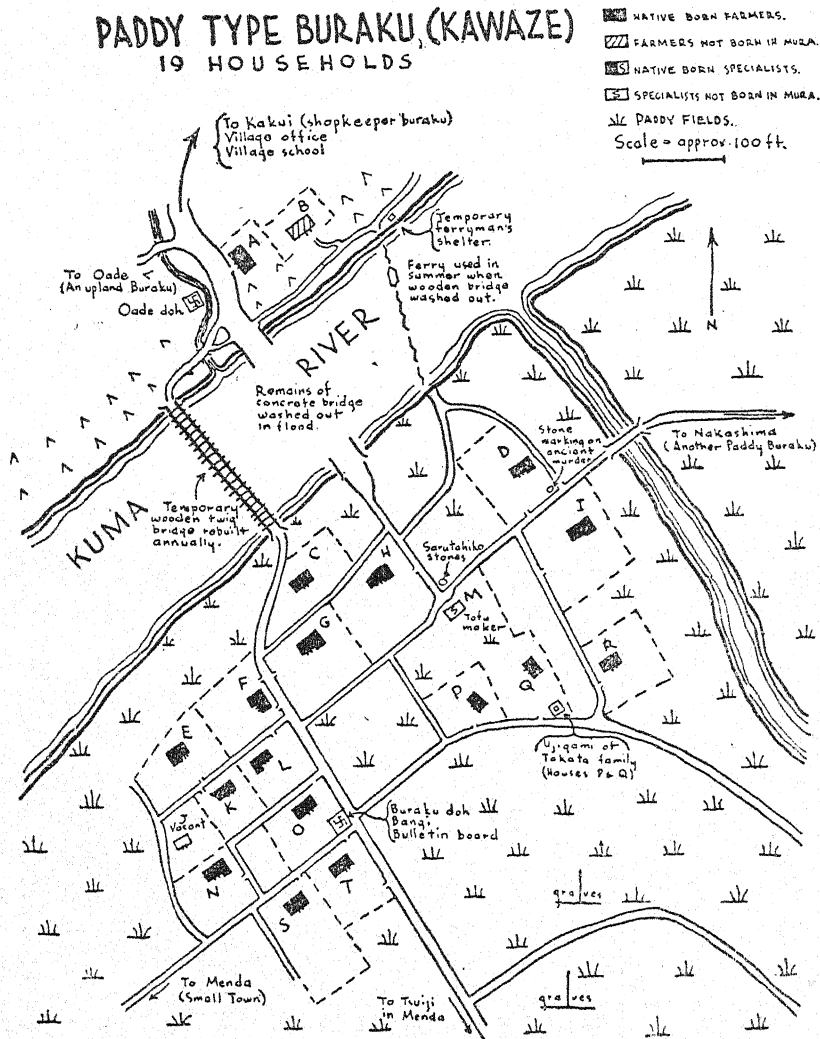 PADDY TYPE BURAKU, (KAWAZE)
19 HOUSEHOLDS
NATIVE BORN FARMERS.
FARMERS NOT BORN IN MURA.
S NATIVE BORN SPECIALISTS.
S SPECIALISTS NOT BORN IN MURA.
PADDY FIELDS.
Scale = approx. 100 ft.
To Kakui (shopkeeper buraku)
Village office
Village school
A
B
Temporary
ferryman's
shelter.
To Oade
(An upland Buraku)
Oade doh
卐
Ferry used in
summer when
wooden bridge
washed out.
N
KUMA RIVER
Remains of
concrete bridge
washed out
in flood.
To Nakashima
(Another Paddy Buraku)
Stone
marking an
ancient
murder
D
I
Temporary
wooden twig
bridge rebuilt
annually.
C
H
Sarutahiko
stones
M
S
Tofu
maker
G
R
F
P
Q
E
Ujigami of
Takata family
(Houses P & Q)
L
K
J
Vacant
O
卐
Buraku doh
Bang,
Bulletin board
N
T
S
graves
graves
To Menda
(Small Town)
To Tsuiji
in Menda